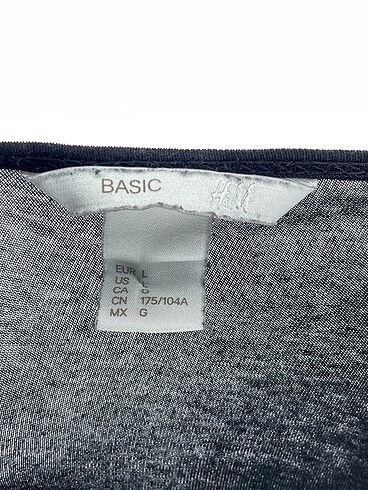 BASIC H&M
EUR L
US L
CA G
CN 175/104A
MX G